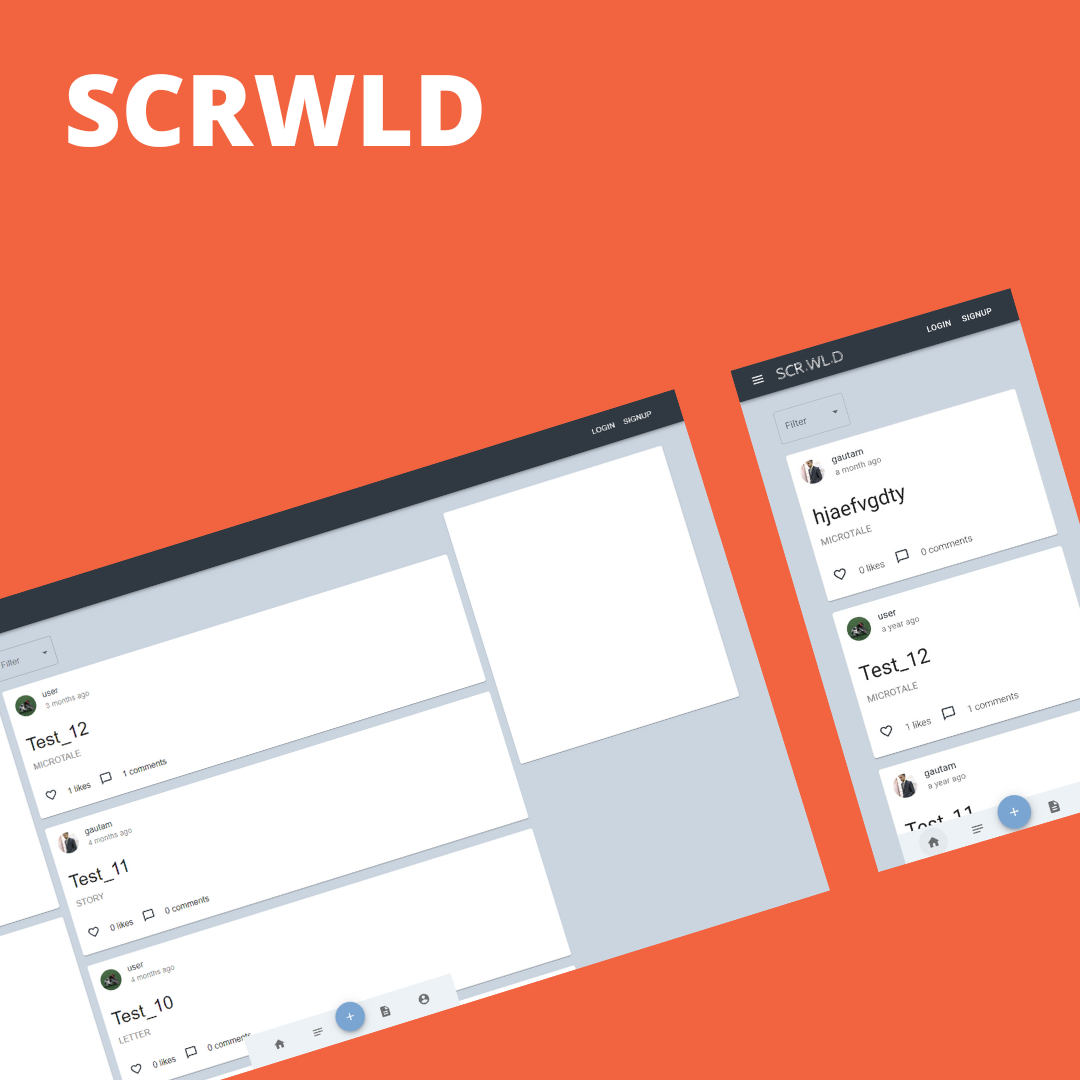 SCRWLD
LOGIN SIGNUP
Filter
user
3 months ago
Test_12
MICROTALE
1 likes 1 comments
gautam
4 months ago
Test_11
STORY
0 likes 0 comments
user
4 months ago
Test_10
LETTER
0 likes 0 comments
SCR.WL.D LOGIN SIGNUP
Filter
gautam
a month ago
hjaefvgdty
MICROTALE
0 likes 0 comments
user
a year ago
Test_12
MICROTALE
1 likes 1 comments
gautam
a year ago
Test_11